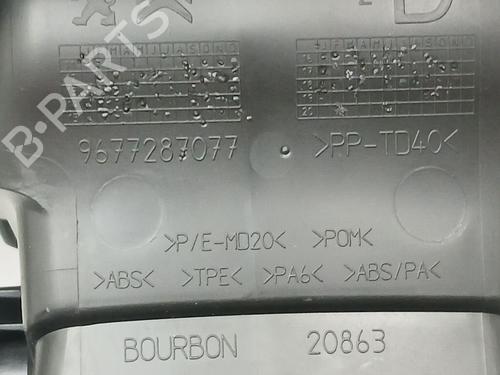 D
9677287077 >PP-TD40<
>P/E-MD20< >POM<
>ABS< >TPE< >PA6< >ABS/PA<
BOURBON 20863
B-PARTS